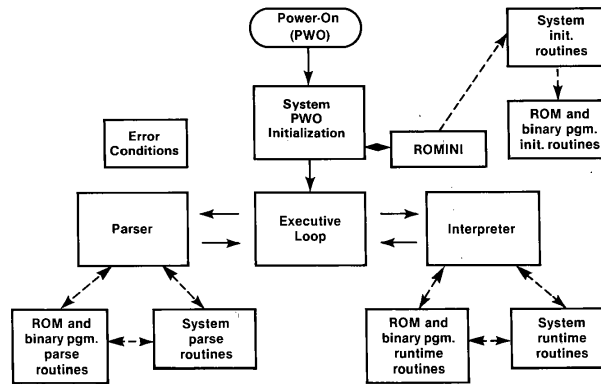 Power-On
(PWO)
System
init.
routines
System
PWO
Initialization
Error
Conditions
ROMINI
ROM and
binary pgm.
init. routines
Parser
Executive
Loop
Interpreter
ROM and
binary pgm.
parse
routines
System
parse
routines
ROM and
binary pgm.
runtime
routines
System
runtime
routines